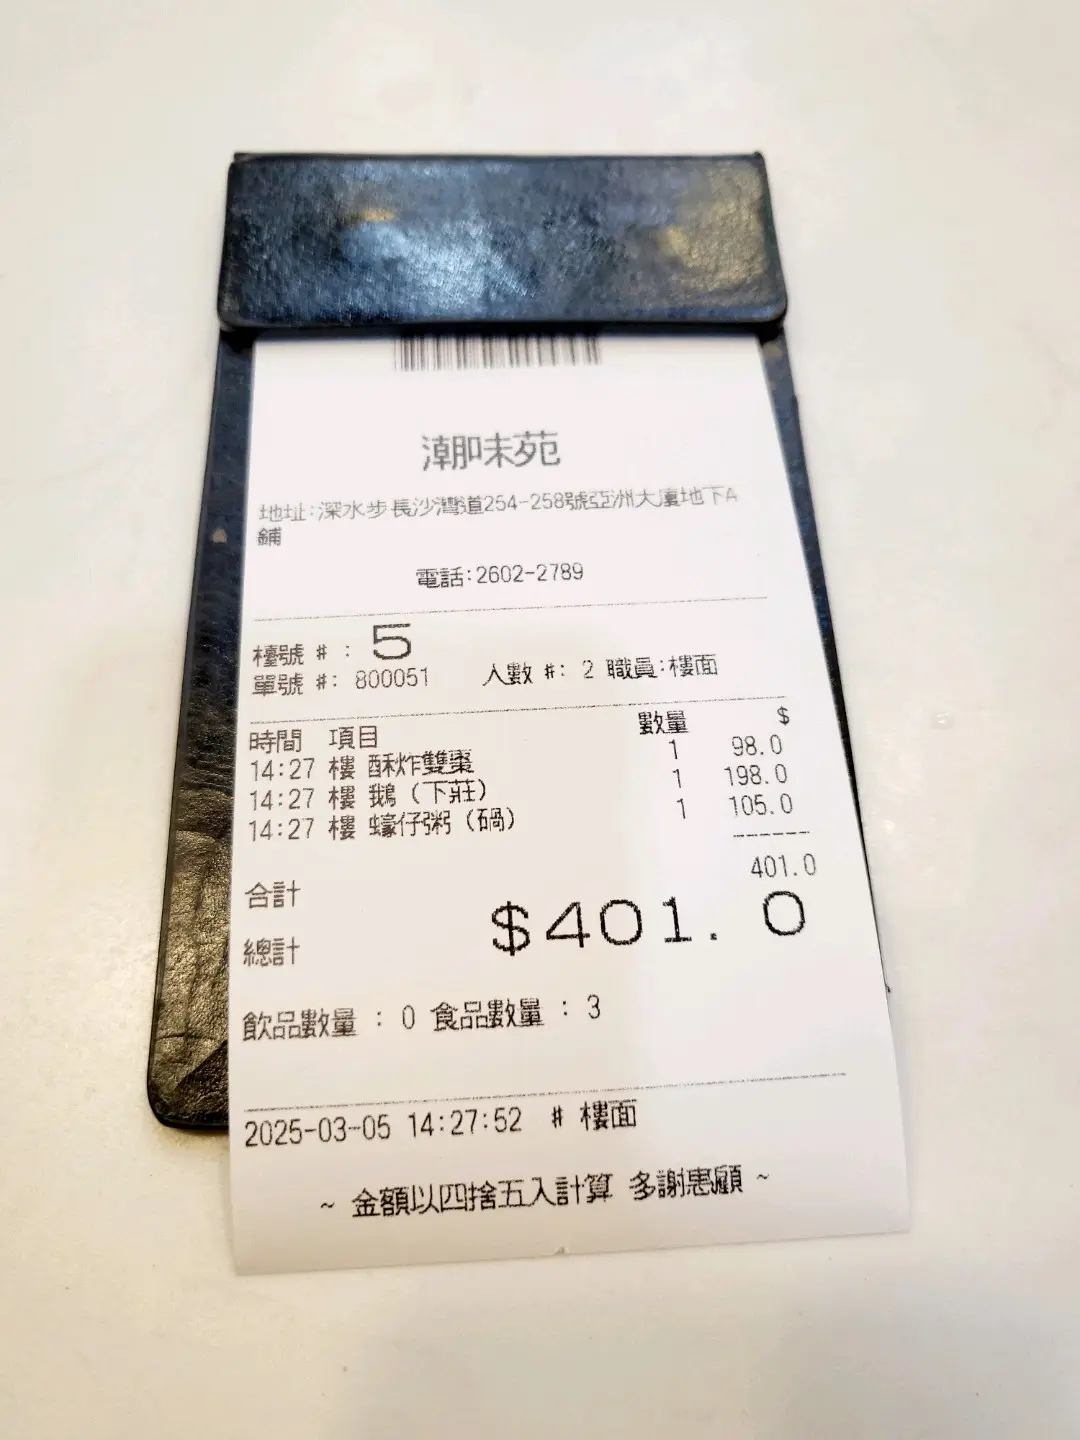 潮味苑
地址:深水步長沙灣道254-258號亞洲大廈地下A
鋪
電話:2602-2789
檯號 # : 5
單號 #: 800051 人數 #: 2 職員:樓面
時間 項目 數量 $
14:27 樓 酥炸雙棗 1 98.0
14:27 樓 鵝（下莊） 1 198.0
14:27 樓 蠔仔粥（窩） 1 105.0
------
合計 401.0
總計 $401. 0
飲品數量 : 0 食品數量 : 3
2025-03-05 14:27:52 # 樓面
~ 金額以四捨五入計算 多謝惠顧 ~